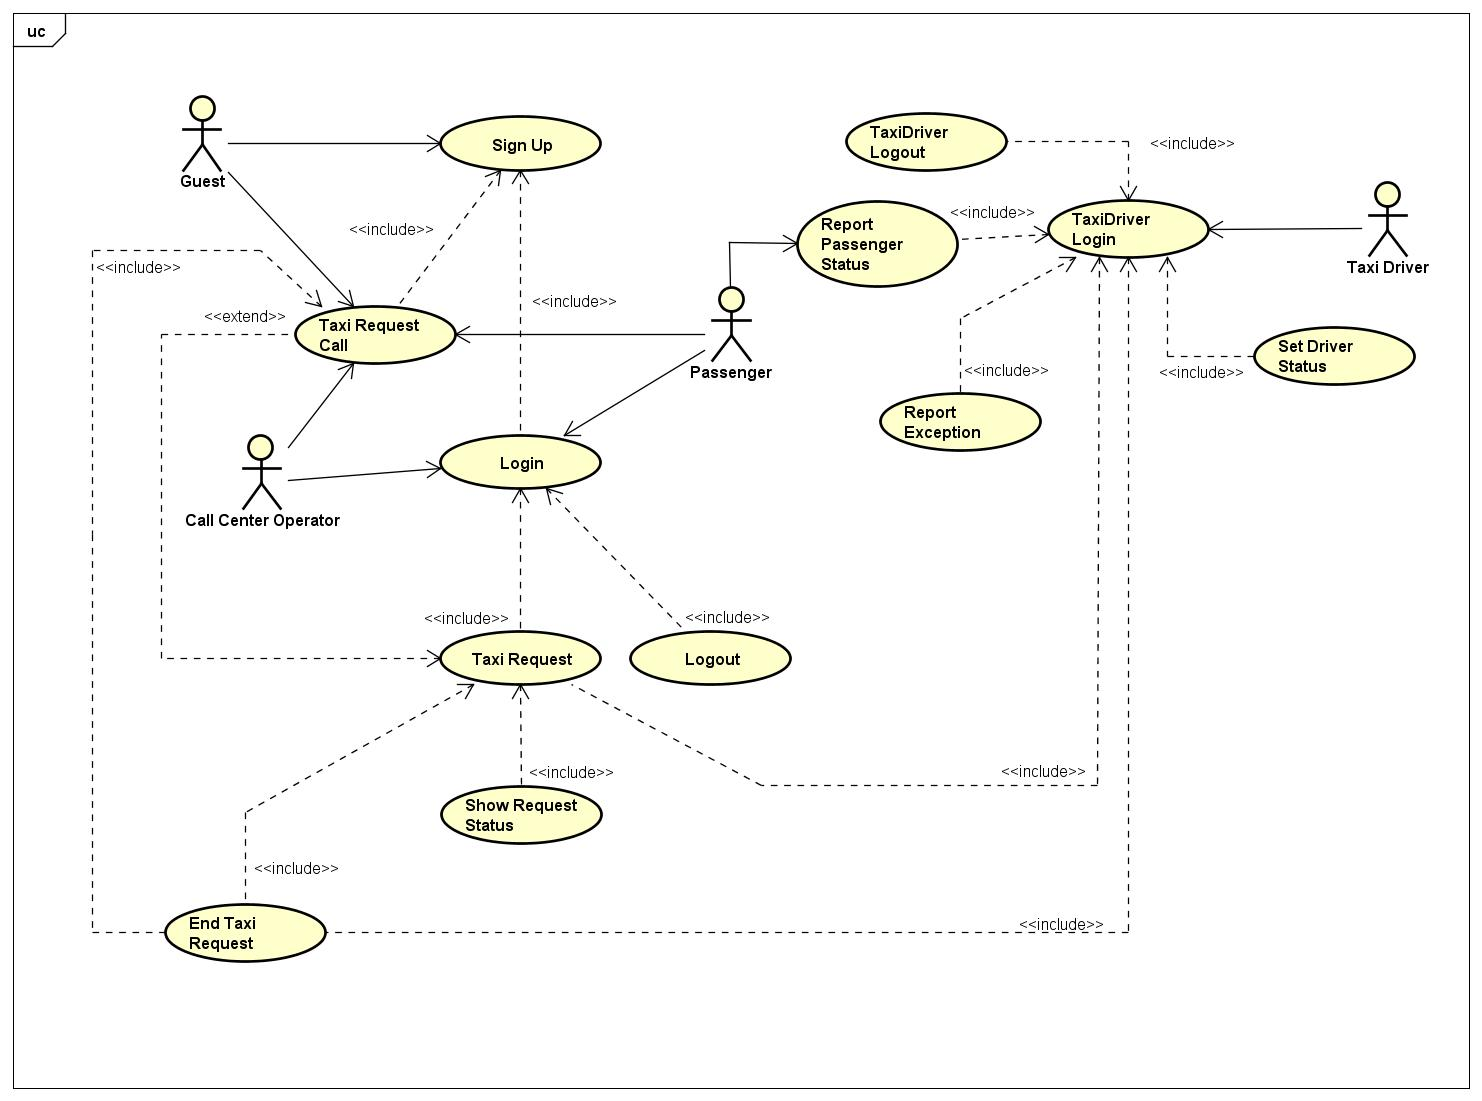 uc
Guest
Sign Up
TaxiDriver
Logout
<<include>>
Report
Passenger
Status
<<include>>
TaxiDriver
Login
Taxi Driver
<<include>>
<<include>>
<<include>>
<<extend>>
Taxi Request
Call
Passenger
Set Driver
Status
<<include>>
<<include>>
Report
Exception
Login
Call Center Operator
<<include>>
<<include>>
Taxi Request
Logout
<<include>>
<<include>>
Show Request
Status
<<include>>
End Taxi
Request
<<include>>